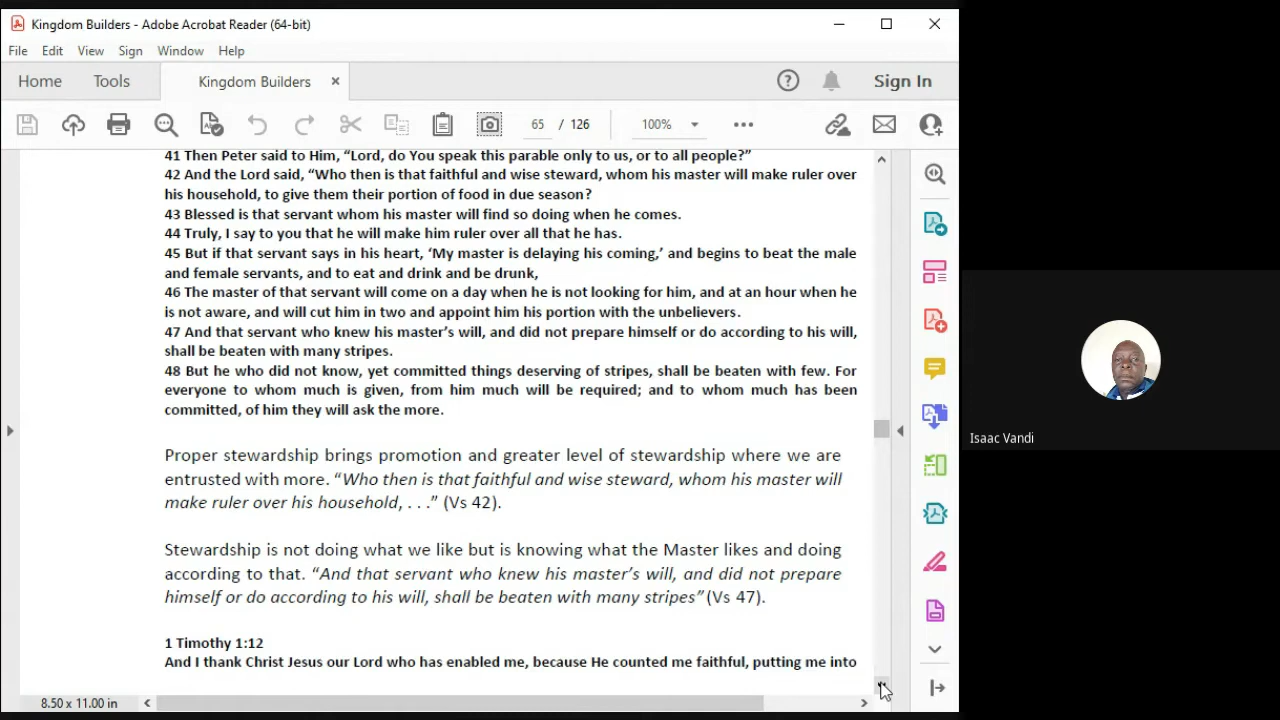 Kingdom Builders - Adobe Acrobat Reader (64-bit)
File Edit View Sign Window Help
Home Tools Kingdom Builders × Sign In
65 / 126 100%
41 Then Peter said to Him, “Lord, do You speak this parable only to us, or to all people?”
42 And the Lord said, “Who then is that faithful and wise steward, whom his master will make ruler over
his household, to give them their portion of food in due season?
43 Blessed is that servant whom his master will find so doing when he comes.
44 Truly, I say to you that he will make him ruler over all that he has.
45 But if that servant says in his heart, ‘My master is delaying his coming,’ and begins to beat the male
and female servants, and to eat and drink and be drunk,
46 The master of that servant will come on a day when he is not looking for him, and at an hour when he
is not aware, and will cut him in two and appoint him his portion with the unbelievers.
47 And that servant who knew his master’s will, and did not prepare himself or do according to his will,
shall be beaten with many stripes.
48 But he who did not know, yet committed things deserving of stripes, shall be beaten with few. For
everyone to whom much is given, from him much will be required; and to whom much has been
committed, of him they will ask the more.
Proper stewardship brings promotion and greater level of stewardship where we are
entrusted with more. “Who then is that faithful and wise steward, whom his master will
make ruler over his household, . . .” (Vs 42).
Stewardship is not doing what we like but is knowing what the Master likes and doing
according to that. “And that servant who knew his master’s will, and did not prepare
himself or do according to his will, shall be beaten with many stripes” (Vs 47).
1 Timothy 1:12
And I thank Christ Jesus our Lord who has enabled me, because He counted me faithful, putting me into
8.50 x 11.00 in
Isaac Vandi